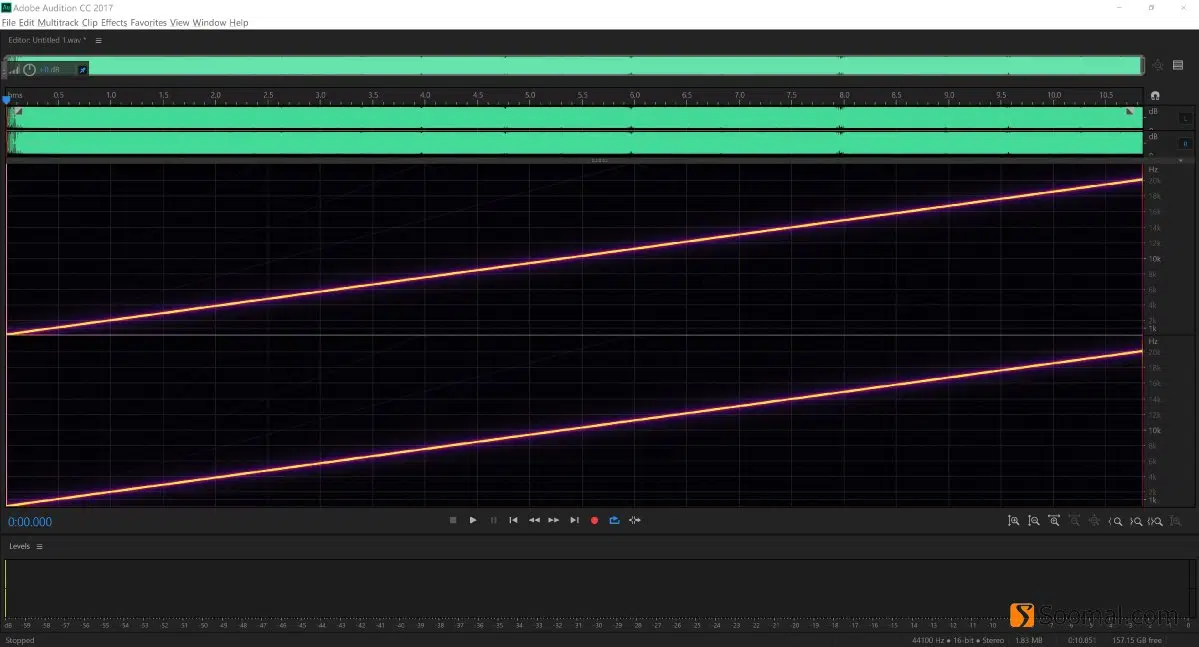 Au Adobe Audition CC 2017
File Edit Multitrack Clip Effects Favorites View Window Help
Editor: Untitled 1.wav *
+0 dB
hms 0.5 1.0 1.5 2.0 2.5 3.0 3.5 4.0 4.5 5.0 5.5 6.0 6.5 7.0 7.5 8.0 8.5 9.0 9.5 10.0 10.5
dB
L
dB
R
Hz
20k
18k
16k
14k
12k
10k
8k
6k
4k
2k
1k
Hz
20k
18k
16k
14k
12k
10k
8k
6k
4k
2k
1k
0:00.000
Levels
Soomal.com
dB -59 -58 -57 -56 -55 -54 -53 -52 -51 -50 -49 -48 -47 -46 -45 -44 -43 -42 -41 -40 -39 -38 -37 -36 -35 -34 -33 -32 -31 -30 -29 -28 -27 -26 -25 -24 -23 -22 -21 -20 -19 -18 -17 -16 -15 -14 -13 -12 -11 -10 -9 -8 -7 -6 -5 -4 -3 -2 -1 0
Stopped
44100 Hz • 16-bit • Stereo 1.83 MB 0:10.851 157.15 GB free